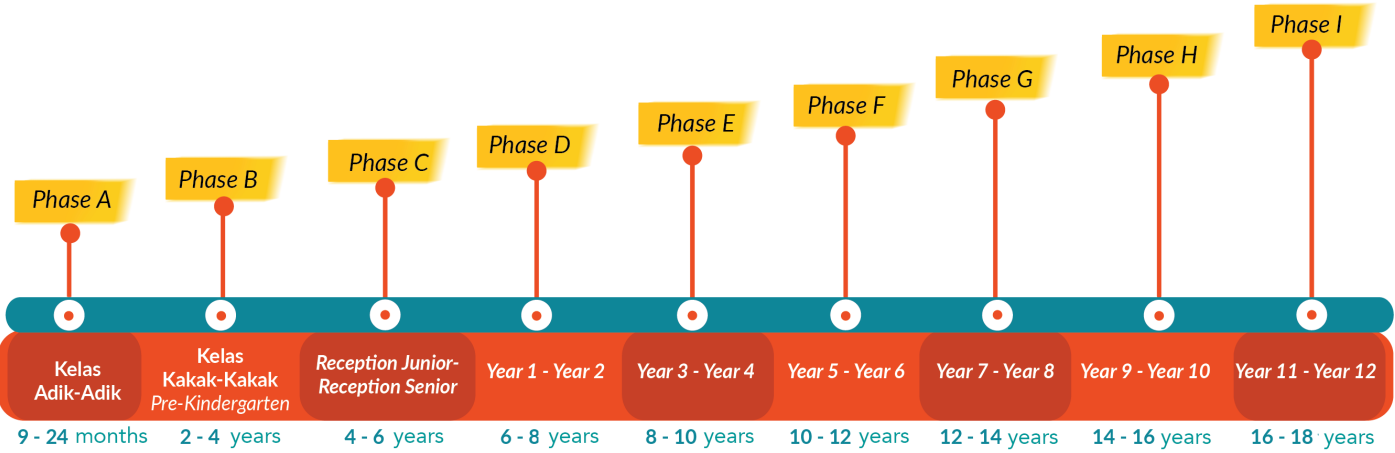 Phase A
Phase B
Phase C
Phase D
Phase E
Phase F
Phase G
Phase H
Phase I
Kelas
Adik-Adik
Kelas
Kakak-Kakak
Pre-Kindergarten
Reception Junior-
Reception Senior
Year 1 - Year 2
Year 3 - Year 4
Year 5 - Year 6
Year 7 - Year 8
Year 9 - Year 10
Year 11 - Year 12
9 - 24 months
2 - 4 years
4 - 6 years
6 - 8 years
8 - 10 years
10 - 12 years
12 - 14 years
14 - 16 years
16 - 18 years